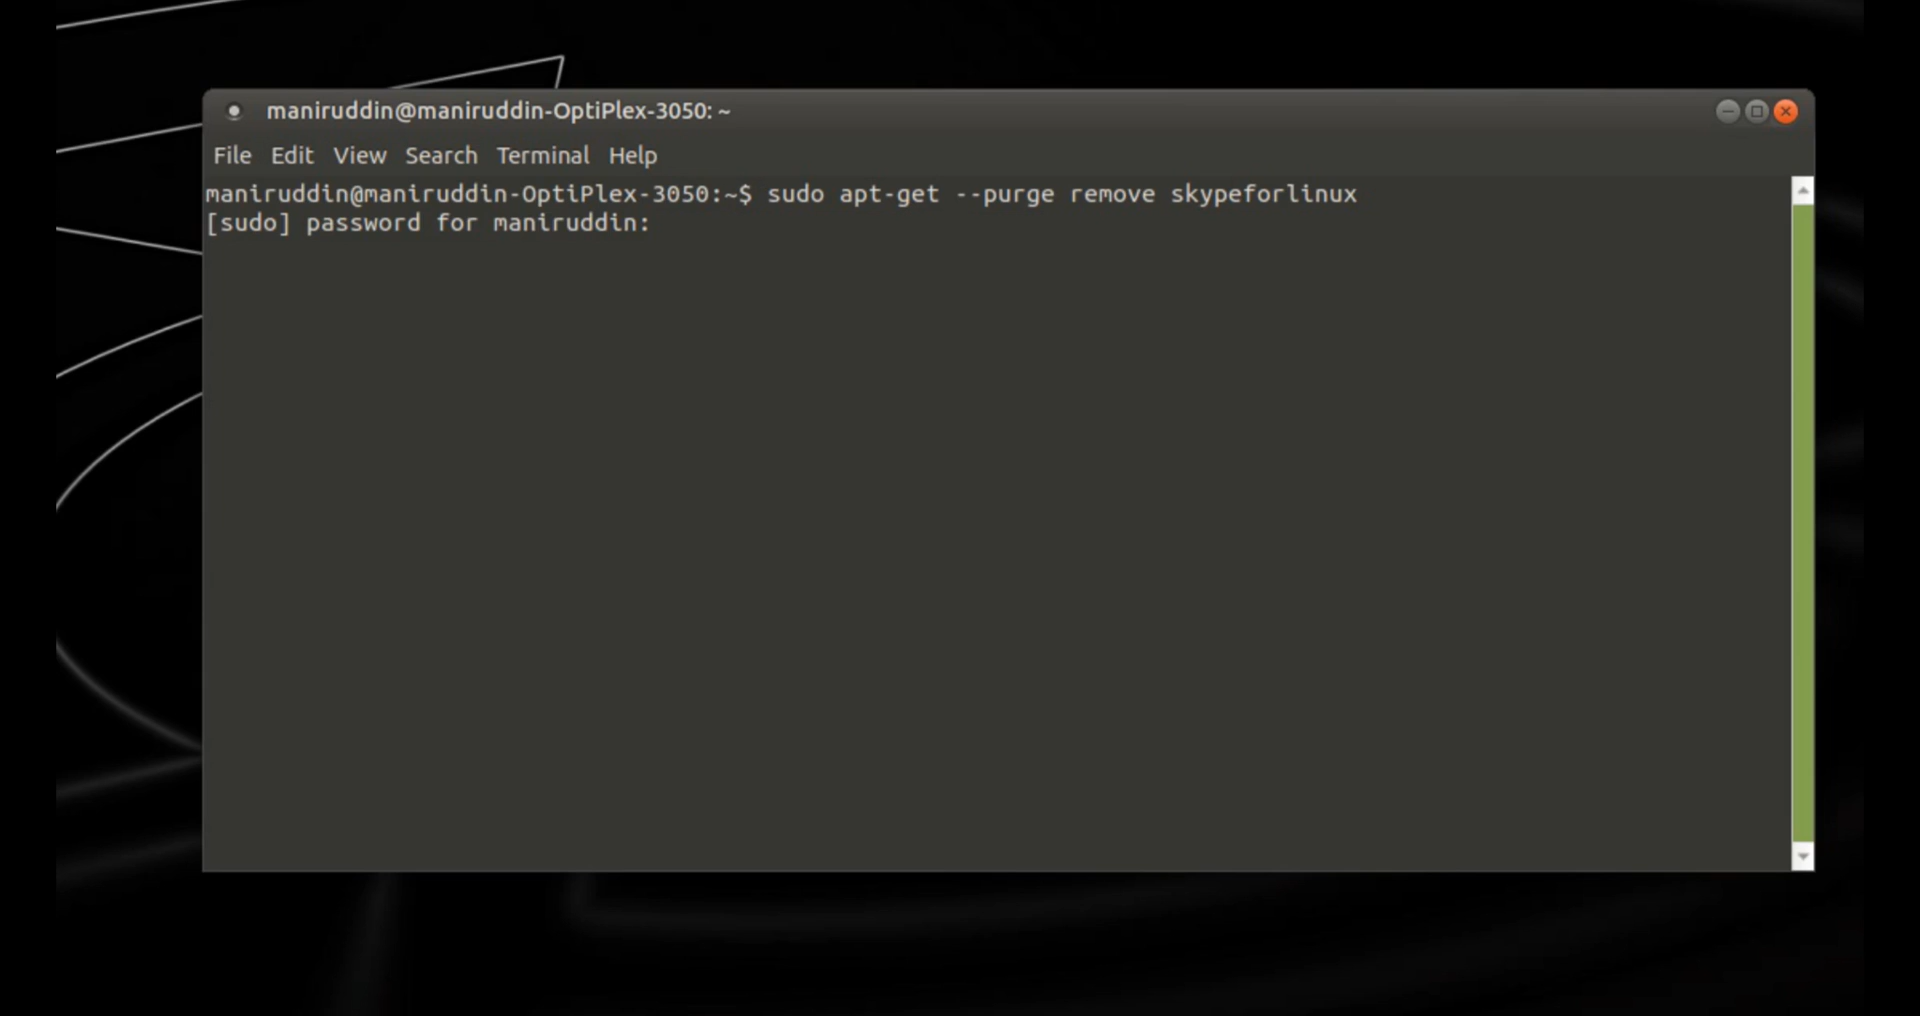 maniruddin@maniruddin-OptiPlex-3050: ~
File Edit View Search Terminal Help
maniruddin@maniruddin-OptiPlex-3050:~$ sudo apt-get --purge remove skypeforlinux
[sudo] password for maniruddin: